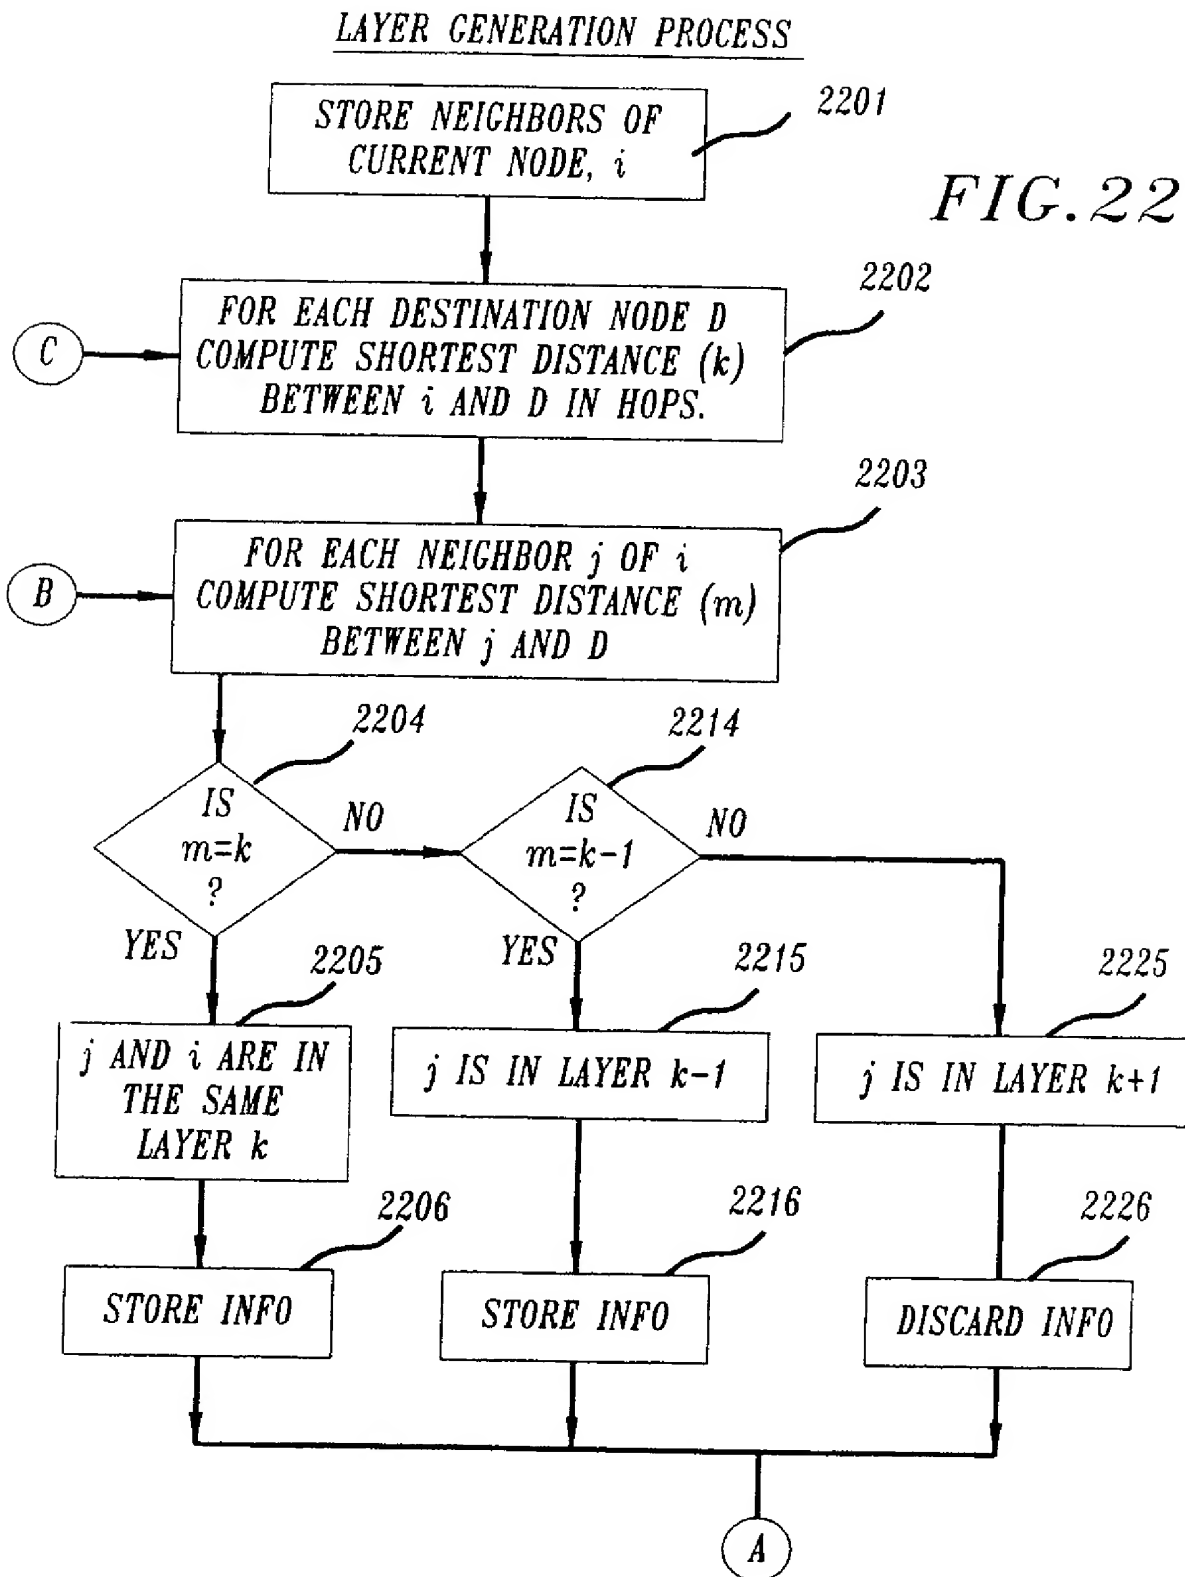 LAYER GENERATION PROCESS
STORE NEIGHBORS OF
CURRENT NODE, i
2201
FIG.22
2202
FOR EACH DESTINATION NODE D
COMPUTE SHORTEST DISTANCE (k)
BETWEEN i AND D IN HOPS.
C
2203
FOR EACH NEIGHBOR j OF i
COMPUTE SHORTEST DISTANCE (m)
BETWEEN j AND D
B
2204
2214
IS
m=k
?
NO
IS
m=k-1
?
NO
YES
YES
2205
2215
2225
j AND i ARE IN
THE SAME
LAYER k
j IS IN LAYER k-1
j IS IN LAYER k+1
2206
2216
2226
STORE INFO
STORE INFO
DISCARD INFO
A